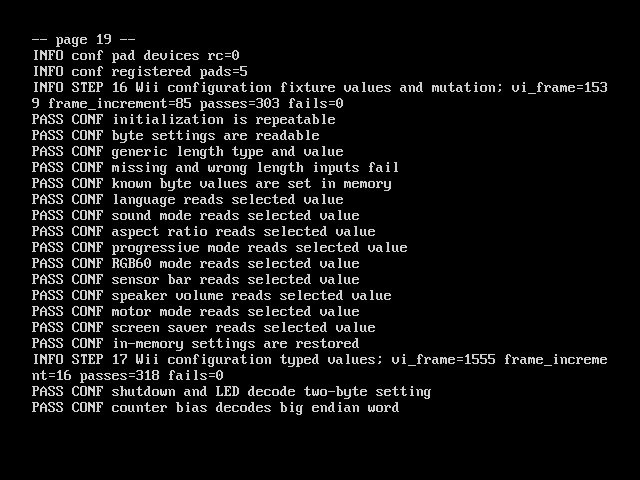 -- page 19 --
INFO conf pad devices rc=0
INFO conf registered pads=5
INFO STEP 16 Wii configuration fixture values and mutation; vi_frame=153
9 frame_increment=85 passes=303 fails=0
PASS CONF initialization is repeatable
PASS CONF byte settings are readable
PASS CONF generic length type and value
PASS CONF missing and wrong length inputs fail
PASS CONF known byte values are set in memory
PASS CONF language reads selected value
PASS CONF sound mode reads selected value
PASS CONF aspect ratio reads selected value
PASS CONF progressive mode reads selected value
PASS CONF RGB60 mode reads selected value
PASS CONF sensor bar reads selected value
PASS CONF speaker volume reads selected value
PASS CONF motor mode reads selected value
PASS CONF screen saver reads selected value
PASS CONF in-memory settings are restored
INFO STEP 17 Wii configuration typed values; vi_frame=1555 frame_increme
nt=16 passes=318 fails=0
PASS CONF shutdown and LED decode two-byte setting
PASS CONF counter bias decodes big endian word